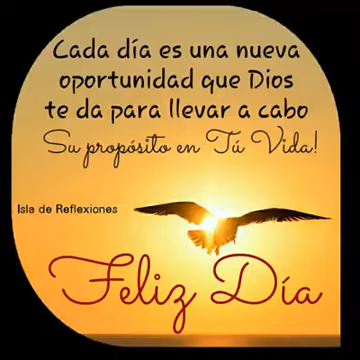 Cada día es una nueva
oportunidad que Dios
te da para llevar a cabo
Su propósito en Tú Vida!
Isla de Reflexiones
Feliz Día